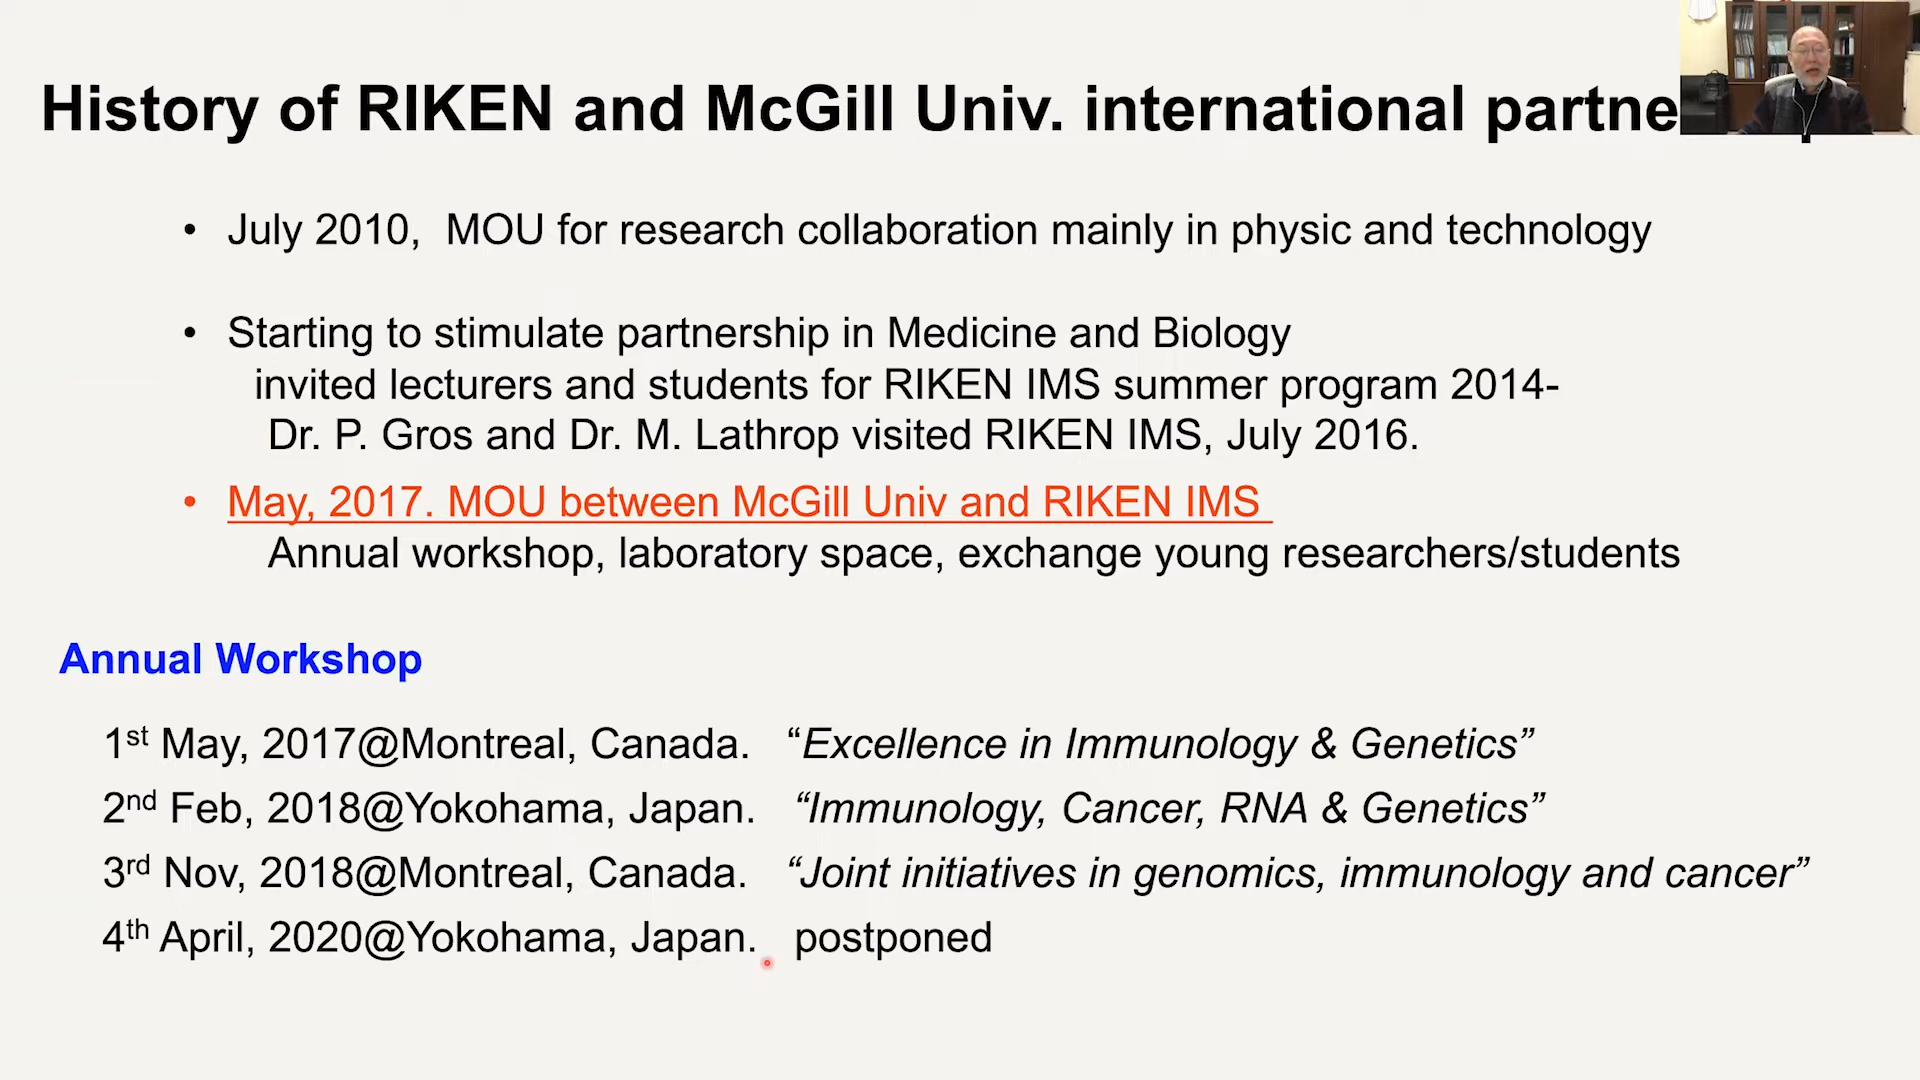 History of RIKEN and McGill Univ. international partne
• July 2010, MOU for research collaboration mainly in physic and technology
• Starting to stimulate partnership in Medicine and Biology
invited lecturers and students for RIKEN IMS summer program 2014-
Dr. P. Gros and Dr. M. Lathrop visited RIKEN IMS, July 2016.
• May, 2017. MOU between McGill Univ and RIKEN IMS
Annual workshop, laboratory space, exchange young researchers/students
Annual Workshop
1st May, 2017@Montreal, Canada. “Excellence in Immunology & Genetics”
2nd Feb, 2018@Yokohama, Japan. “Immunology, Cancer, RNA & Genetics”
3rd Nov, 2018@Montreal, Canada. “Joint initiatives in genomics, immunology and cancer”
4th April, 2020@Yokohama, Japan. postponed